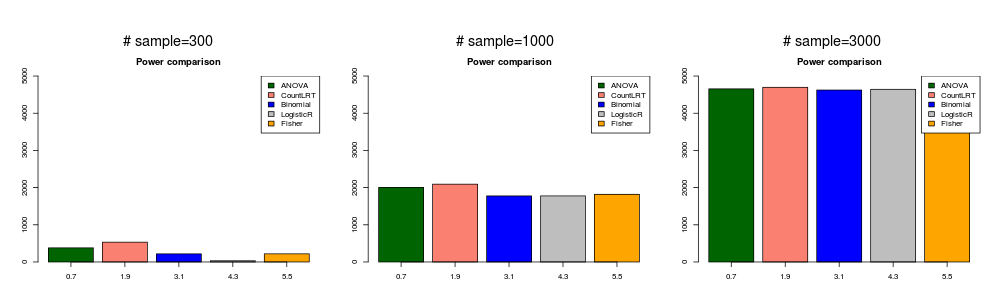 # sample=300
Power comparison
5000
4000
3000
2000
1000
0
ANOVA
CountLRT
Binomial
LogisticR
Fisher
0.7 1.9 3.1 4.3 5.5
# sample=1000
Power comparison
5000
4000
3000
2000
1000
0
ANOVA
CountLRT
Binomial
LogisticR
Fisher
0.7 1.9 3.1 4.3 5.5
# sample=3000
Power comparison
5000
4000
3000
2000
1000
0
ANOVA
CountLRT
Binomial
LogisticR
Fisher
0.7 1.9 3.1 4.3 5.5